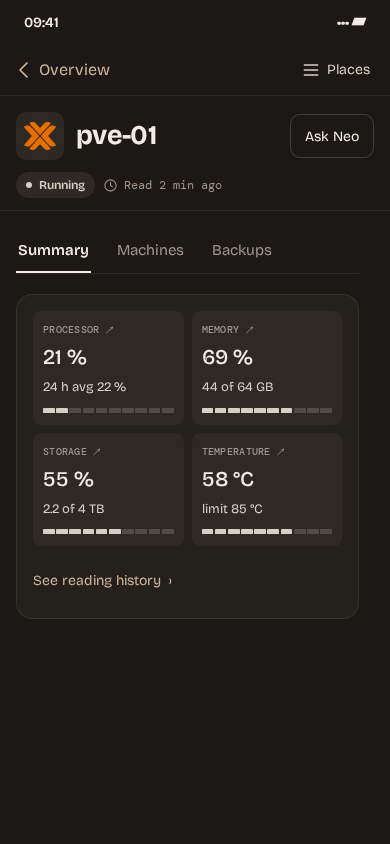 09:41
Overview
Places
pve-01
Ask Neo
Running
Read 2 min ago
Summary
Machines
Backups
PROCESSOR ↗
21 %
24 h avg 22 %
MEMORY ↗
69 %
44 of 64 GB
STORAGE ↗
55 %
2.2 of 4 TB
TEMPERATURE ↗
58 °C
limit 85 °C
See reading history ›